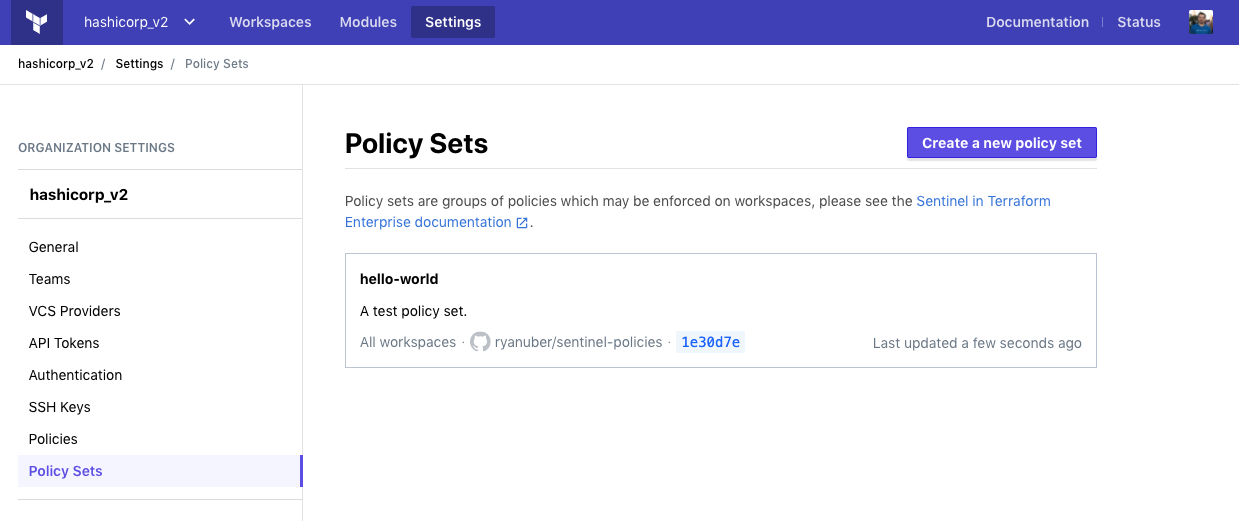 hashicorp_v2 Workspaces Modules Settings Documentation Status
hashicorp_v2 / Settings / Policy Sets
ORGANIZATION SETTINGS
hashicorp_v2
General
Teams
VCS Providers
API Tokens
Authentication
SSH Keys
Policies
Policy Sets
Policy Sets
Create a new policy set
Policy sets are groups of policies which may be enforced on workspaces, please see the Sentinel in Terraform
Enterprise documentation .
hello-world
A test policy set.
All workspaces · ryanuber/sentinel-policies · 1e30d7e Last updated a few seconds ago